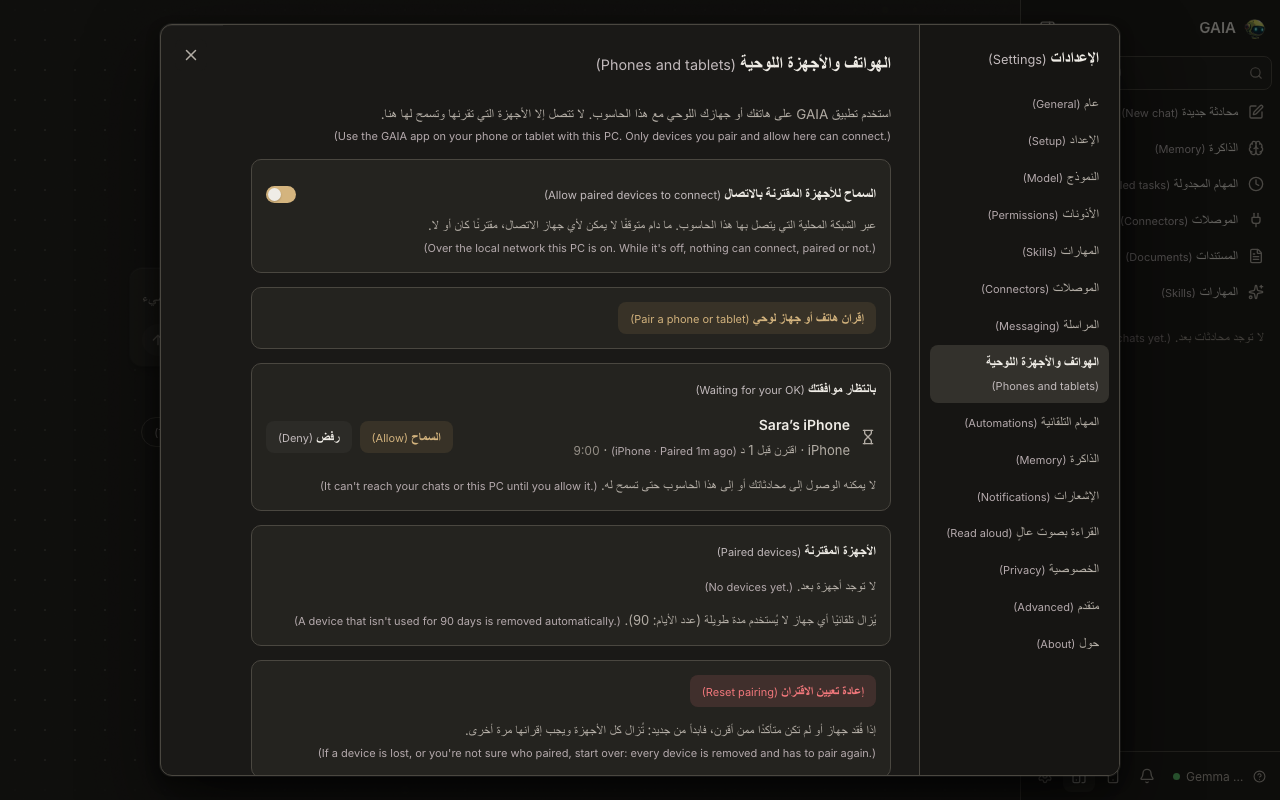 GAIA
محادثة جديدة (New chat)
الذاكرة (Memory)
المهام المجدولة
الموصلات (Connectors)
المستندات (Documents)
المهارات (Skills)
لا توجد محادثات بعد.
Gemma ...
الإعدادات (Settings)
عام (General)
الإعداد (Setup)
النموذج (Model)
الأذونات (Permissions)
المهارات (Skills)
الموصلات (Connectors)
المراسلة (Messaging)
الهواتف والأجهزة اللوحية
(Phones and tablets)
المهام التلقائية (Automations)
الذاكرة (Memory)
الإشعارات (Notifications)
القراءة بصوت عالٍ (Read aloud)
الخصوصية (Privacy)
متقدم (Advanced)
حول (About)
الهواتف والأجهزة اللوحية (Phones and tablets)
استخدم تطبيق GAIA على هاتفك أو جهازك اللوحي مع هذا الحاسوب. لا تتصل إلا الأجهزة التي تقرنها وتسمح لها هنا.
(Use the GAIA app on your phone or tablet with this PC. Only devices you pair and allow here can connect.)
السماح للأجهزة المقترنة بالاتصال (Allow paired devices to connect)
عبر الشبكة المحلية التي يتصل بها هذا الحاسوب. ما دام متوقفًا لا يمكن لأي جهاز الاتصال، مقترنًا كان أو لا.
(Over the local network this PC is on. While it's off, nothing can connect, paired or not.)
إقران هاتف أو جهاز لوحي (Pair a phone or tablet)
بانتظار موافقتك (Waiting for your OK)
Sara's iPhone
iPhone · اقترن قبل 1 د (iPhone · Paired 1m ago) · 9:00
السماح (Allow)
رفض (Deny)
لا يمكنه الوصول إلى محادثاتك أو إلى هذا الحاسوب حتى تسمح له. (It can't reach your chats or this PC until you allow it.)
الأجهزة المقترنة (Paired devices)
لا توجد أجهزة بعد. (No devices yet.)
يُزال تلقائيًا أي جهاز لا يُستخدم مدة طويلة (عدد الأيام: 90). (A device that isn't used for 90 days is removed automatically.)
إعادة تعيين الاقتران (Reset pairing)
إذا فُقد جهاز أو لم تكن متأكدًا ممن أقرن، فابدأ من جديد: تُزال كل الأجهزة ويجب إقرانها مرة أخرى.
(If a device is lost, or you're not sure who paired, start over: every device is removed and has to pair again.)